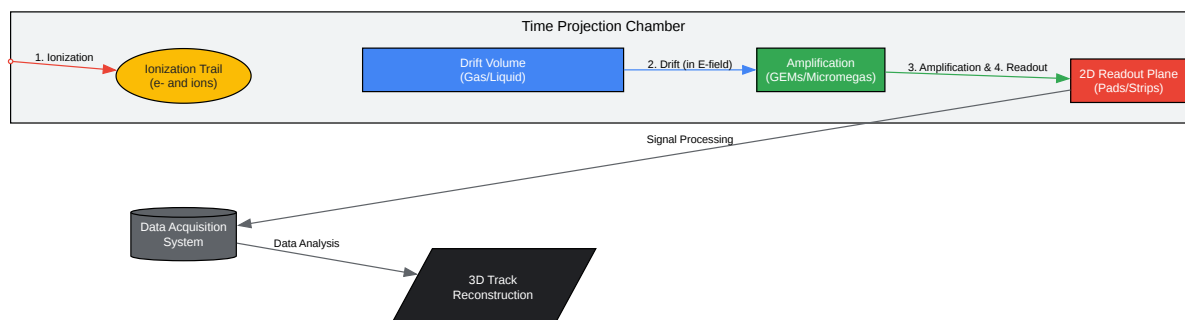 Time Projection Chamber
1. Ionization
Ionization Trail
(e- and ions)
Drift Volume
(Gas/Liquid)
2. Drift (in E-field)
Amplification
(GEMs/Micromegas)
3. Amplification & 4. Readout
2D Readout Plane
(Pads/Strips)
Signal Processing
Data Acquisition
System
Data Analysis
3D Track
Reconstruction